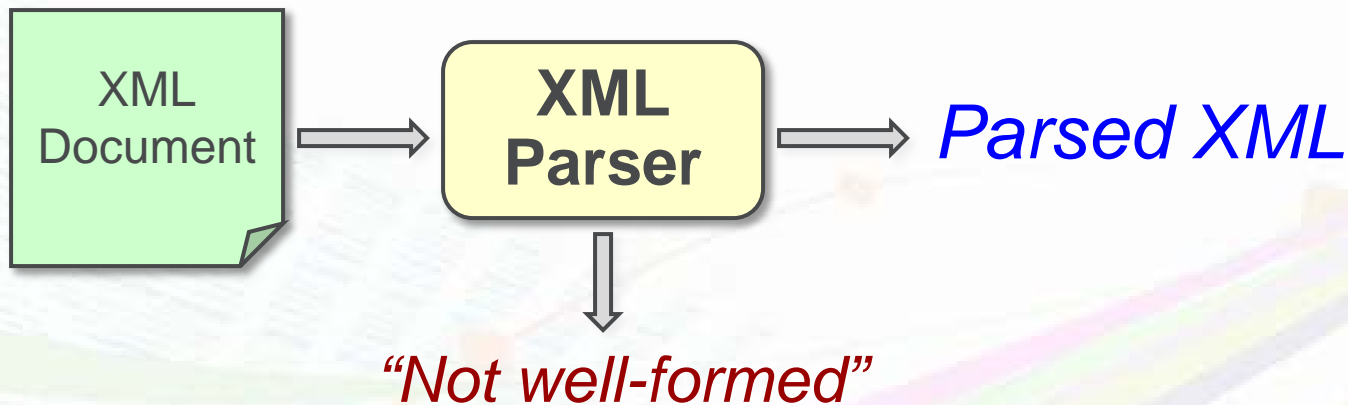 XML
Document
XML
Parser
Parsed XML
“Not well-formed”